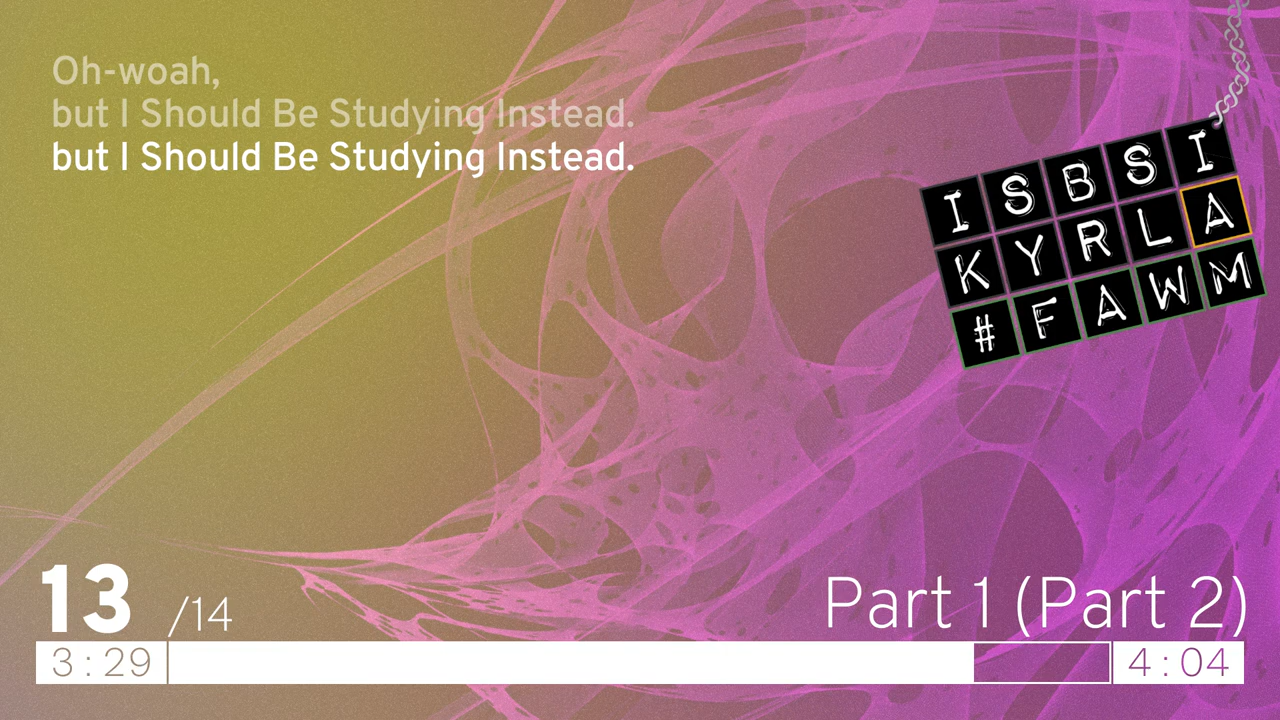 Oh-woah,
but I Should Be Studying Instead.
but I Should Be Studying Instead.
ISBSI
KYRLA
#FAWM
13 /14
Part 1 (Part 2)
3:29
4:04